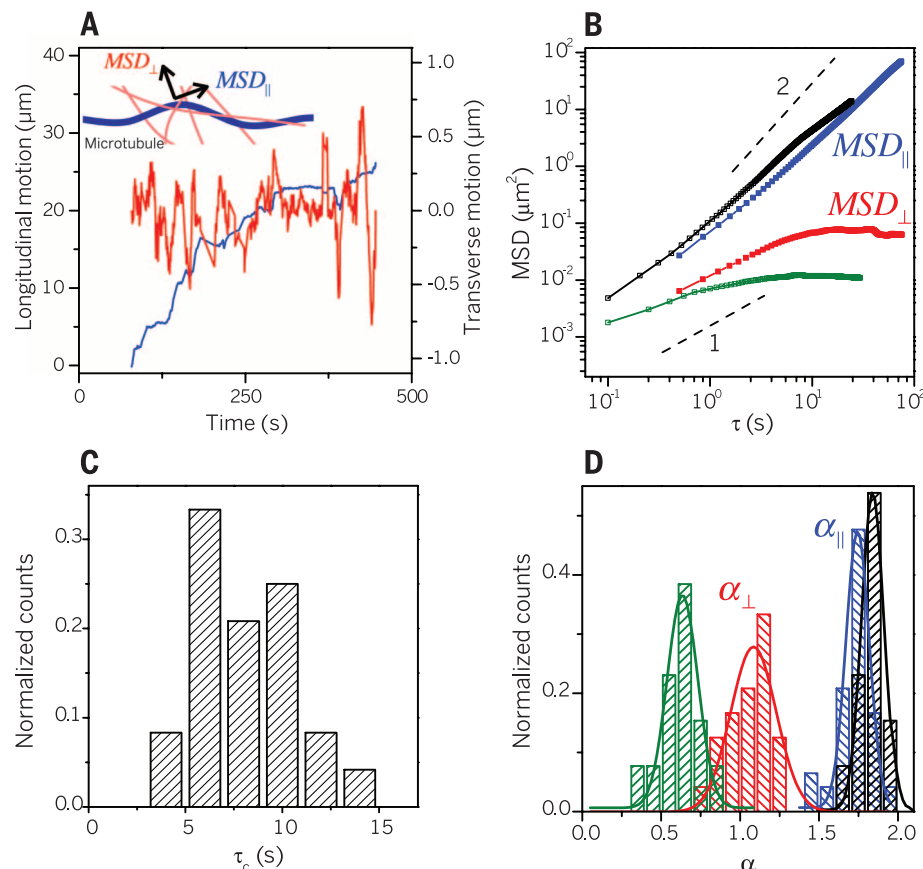 A
40
30
20
10
0
Longitudinal motion (μm)
MSD⊥
MSD||
Microtubule
1.0
0.5
0.0
-0.5
-1.0
Transverse motion (μm)
0
250
500
Time (s)
B
10²
10¹
10⁰
10⁻¹
10⁻²
10⁻³
MSD (μm²)
2
MSD||
MSD⊥
1
10⁻¹
10⁰
10¹
10²
τ (s)
C
0.3
0.2
0.1
0.0
Normalized counts
0
5
10
15
τc (s)
D
0.4
0.2
0.0
Normalized counts
α⊥
α||
0.0
0.5
1.0
1.5
2.0
α